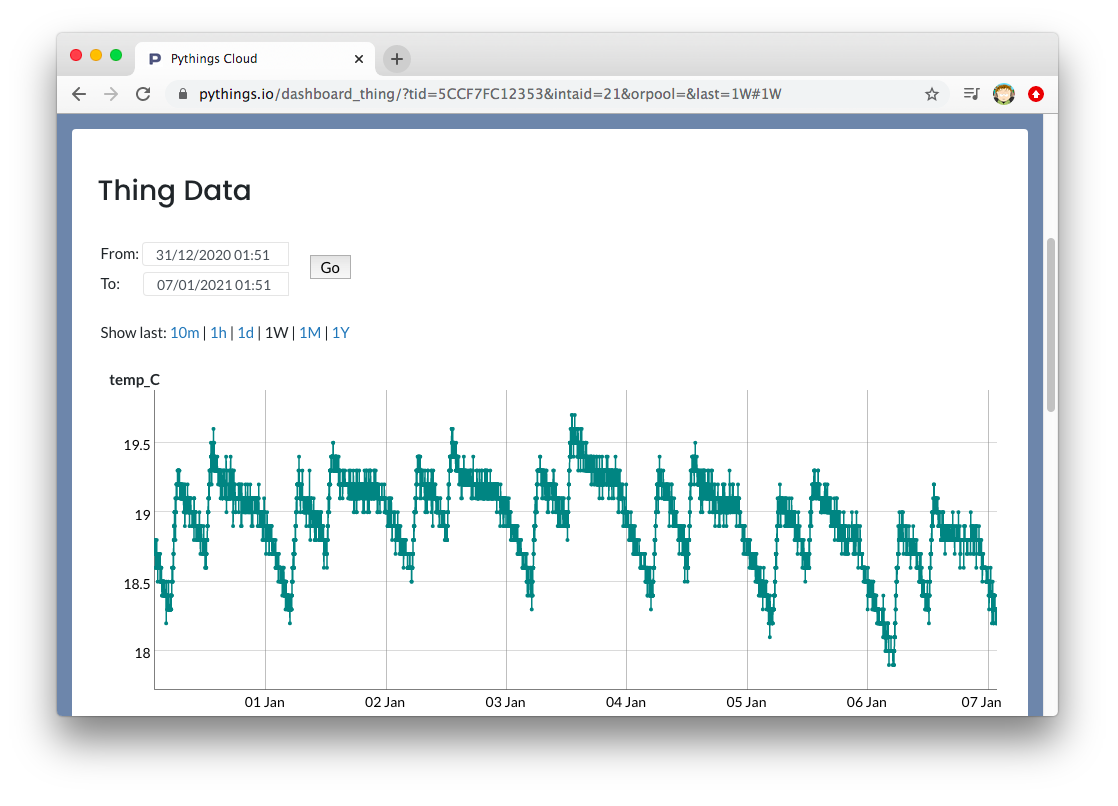 Pythings Cloud
pythings.io/dashboard_thing/?tid=5CCF7FC12353&intaid=21&orpool=&last=1W#1W
Thing Data
From: 31/12/2020 01:51
Go
To: 07/01/2021 01:51
Show last: 10m | 1h | 1d | 1W | 1M | 1Y
temp_C
19.5
19
18.5
18
01 Jan 02 Jan 03 Jan 04 Jan 05 Jan 06 Jan 07 Jan